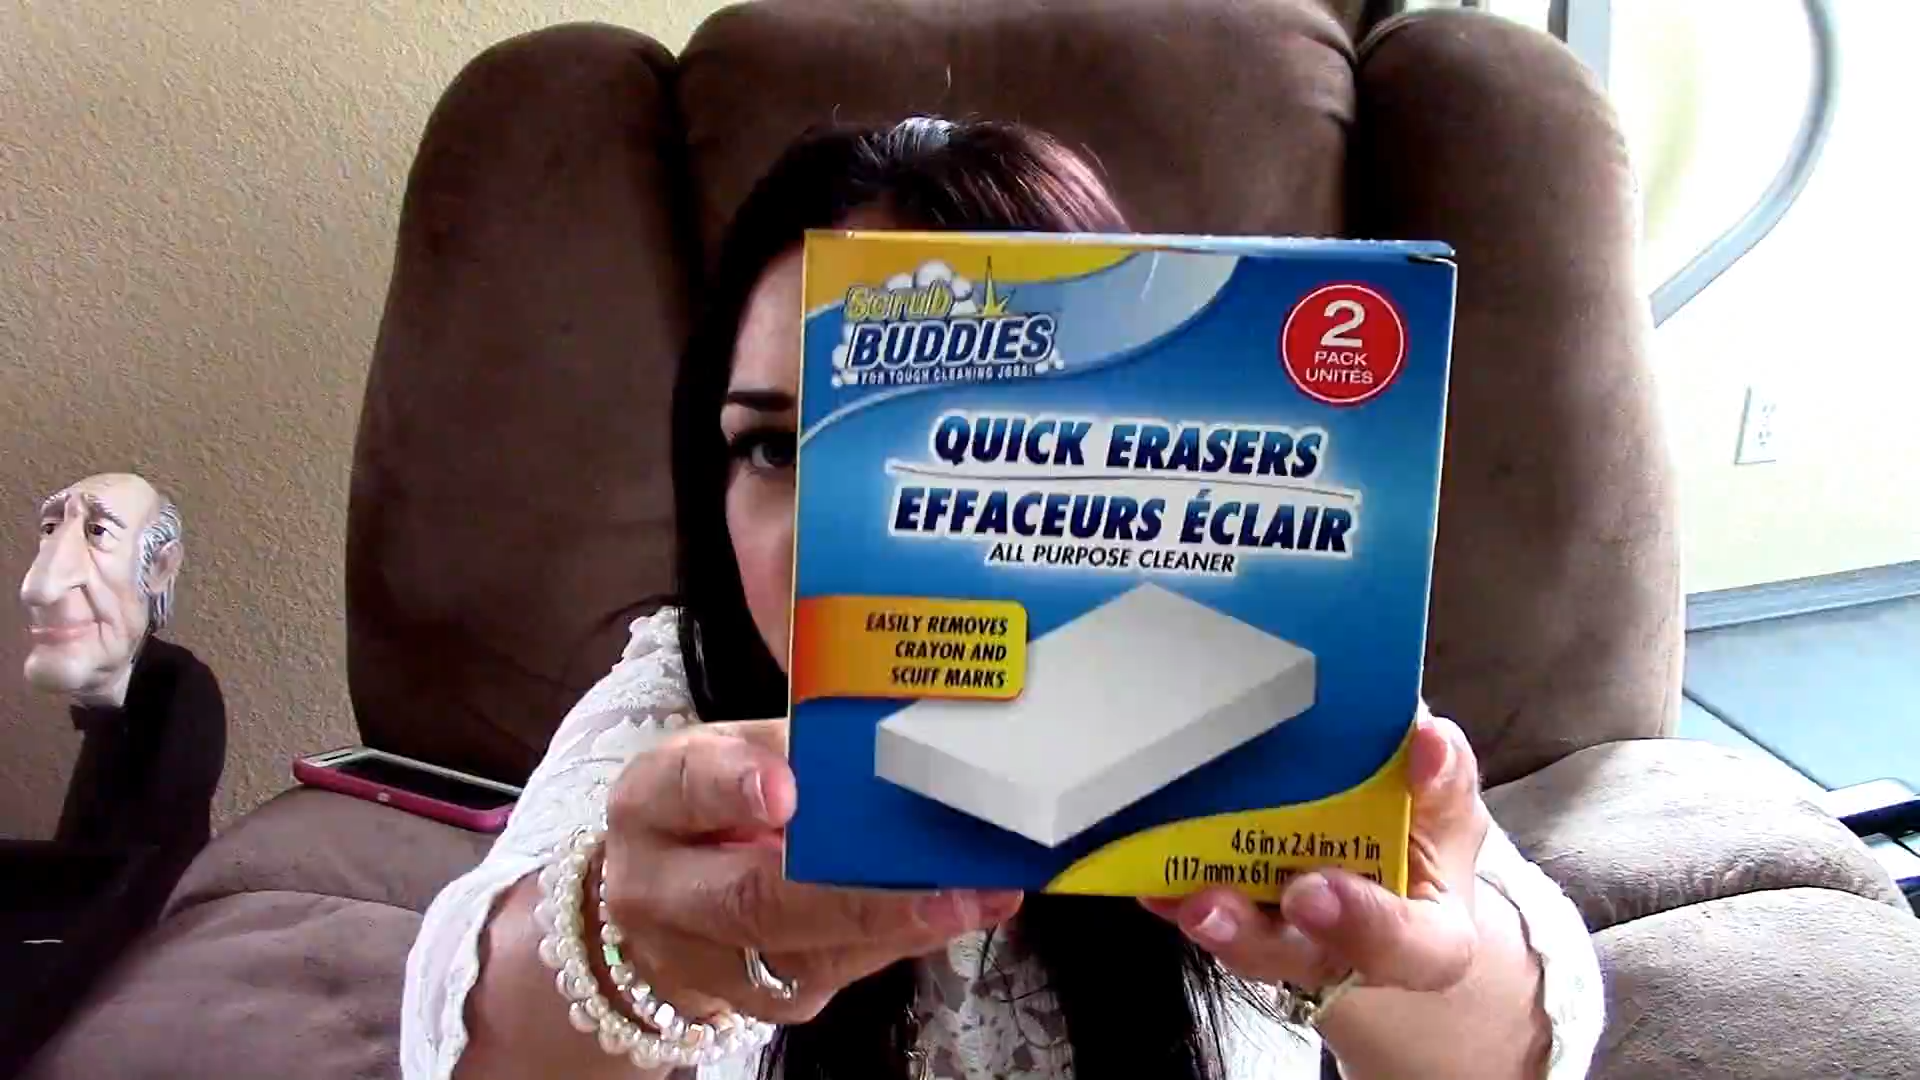 Scrub
BUDDIES
FOR TOUGH CLEANING JOBS!
2
PACK
UNITÉS
QUICK ERASERS
EFFACEURS ÉCLAIR
ALL PURPOSE CLEANER
EASILY REMOVES
CRAYON AND
SCUFF MARKS
4.6 in x 2.4 in x 1 in
(117 mm x 61